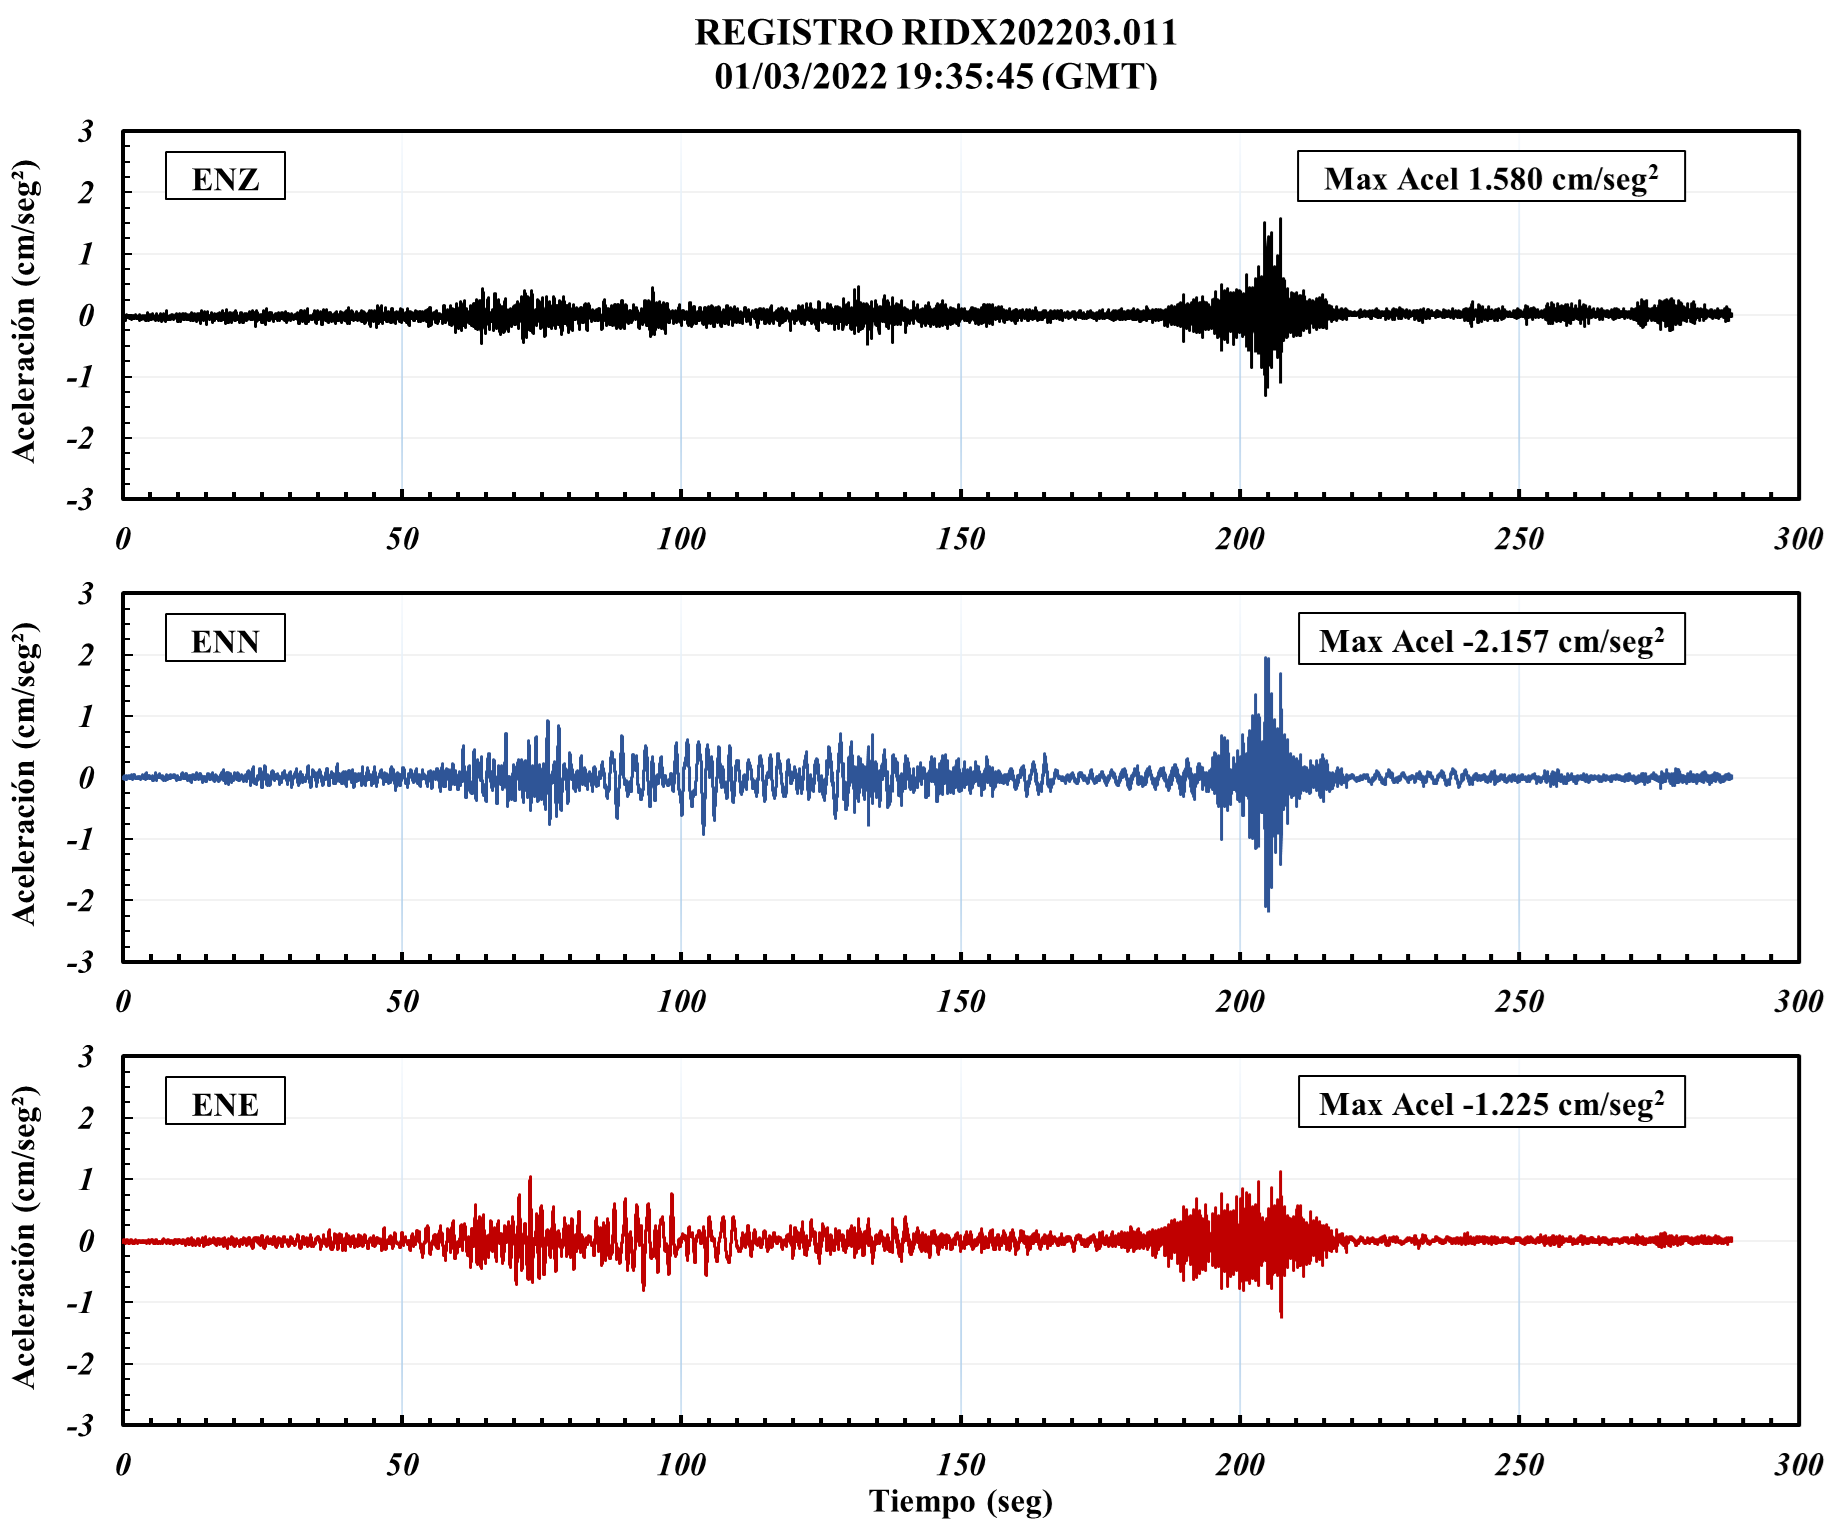 REGISTRO RIDX202203.011
01/03/2022 19:35:45 (GMT)
Aceleración (cm/seg²)
3
2
1
0
-1
-2
-3
ENZ
Max Acel 1.580 cm/seg²
0 50 100 150 200 250 300
Aceleración (cm/seg²)
3
2
1
0
-1
-2
-3
ENN
Max Acel -2.157 cm/seg²
0 50 100 150 200 250 300
Aceleración (cm/seg²)
3
2
1
0
-1
-2
-3
ENE
Max Acel -1.225 cm/seg²
0 50 100 150 200 250 300
Tiempo (seg)